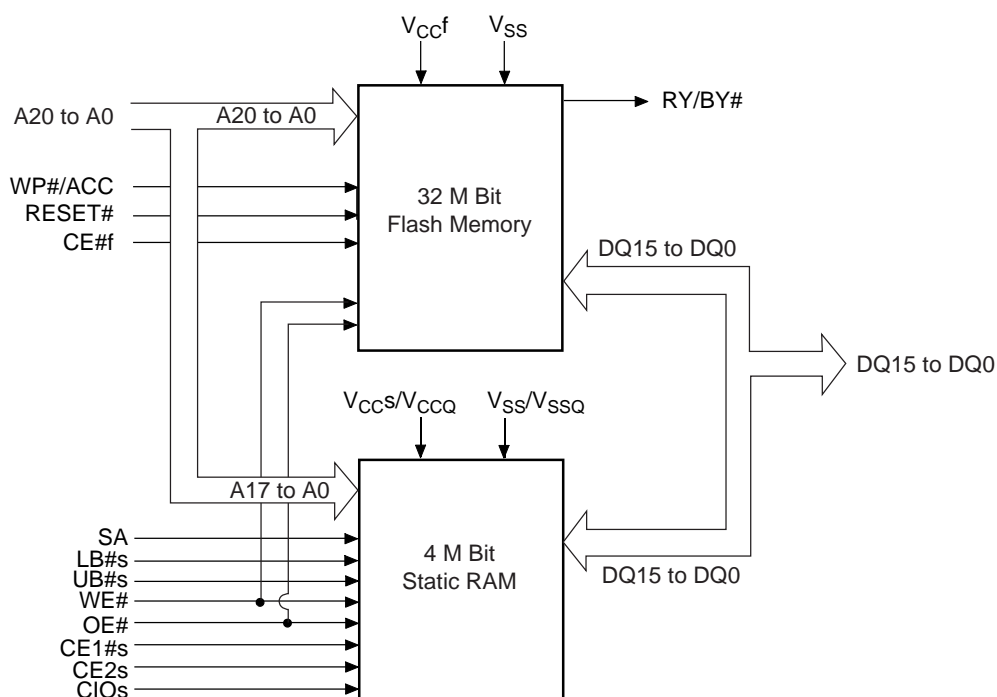 VCCf
VSS
A20 to A0
A20 to A0
RY/BY#
WP#/ACC
RESET#
CE#f
32 M Bit
Flash Memory
DQ15 to DQ0
DQ15 to DQ0
VCCs/VCCQ
VSS/VSSQ
A17 to A0
SA
LB#s
UB#s
WE#
OE#
CE1#s
CE2s
CIOs
4 M Bit
Static RAM
DQ15 to DQ0